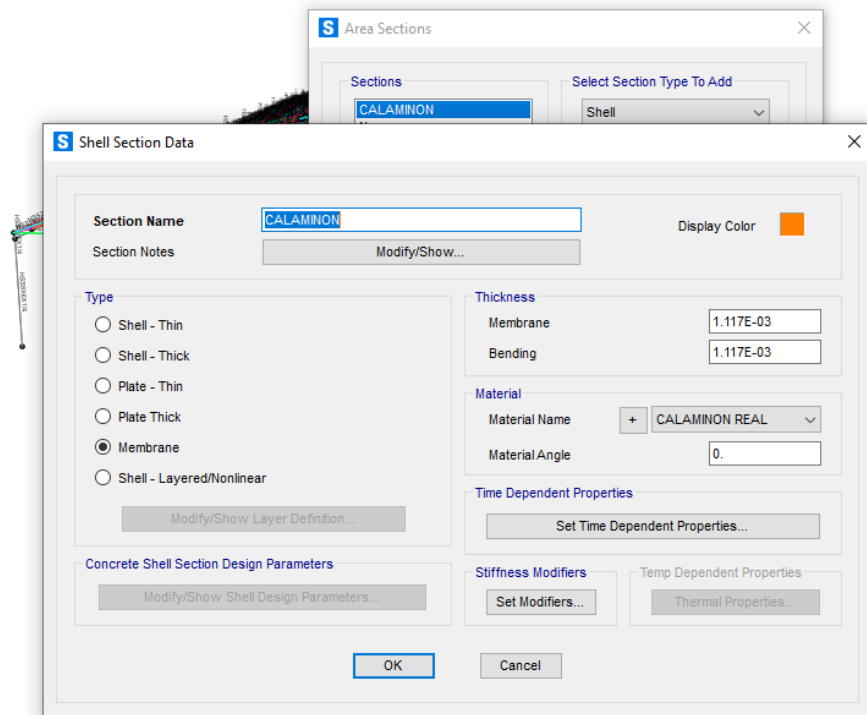 S Area Sections
Sections
Select Section Type To Add
CALAMINON
Shell
S Shell Section Data
Section Name
CALAMINON
Display Color
Section Notes
Modify/Show...
Type
Shell - Thin
Shell - Thick
Plate - Thin
Plate Thick
Membrane
Shell - Layered/Nonlinear
Modify/Show Layer Definition...
Thickness
Membrane
1.117E-03
Bending
1.117E-03
Material
Material Name
+
CALAMINON REAL
Material Angle
0.
Time Dependent Properties
Set Time Dependent Properties...
Concrete Shell Section Design Parameters
Modify/Show Shell Design Parameters...
Stiffness Modifiers
Set Modifiers...
Temp Dependent Properties
Thermal Properties...
OK
Cancel